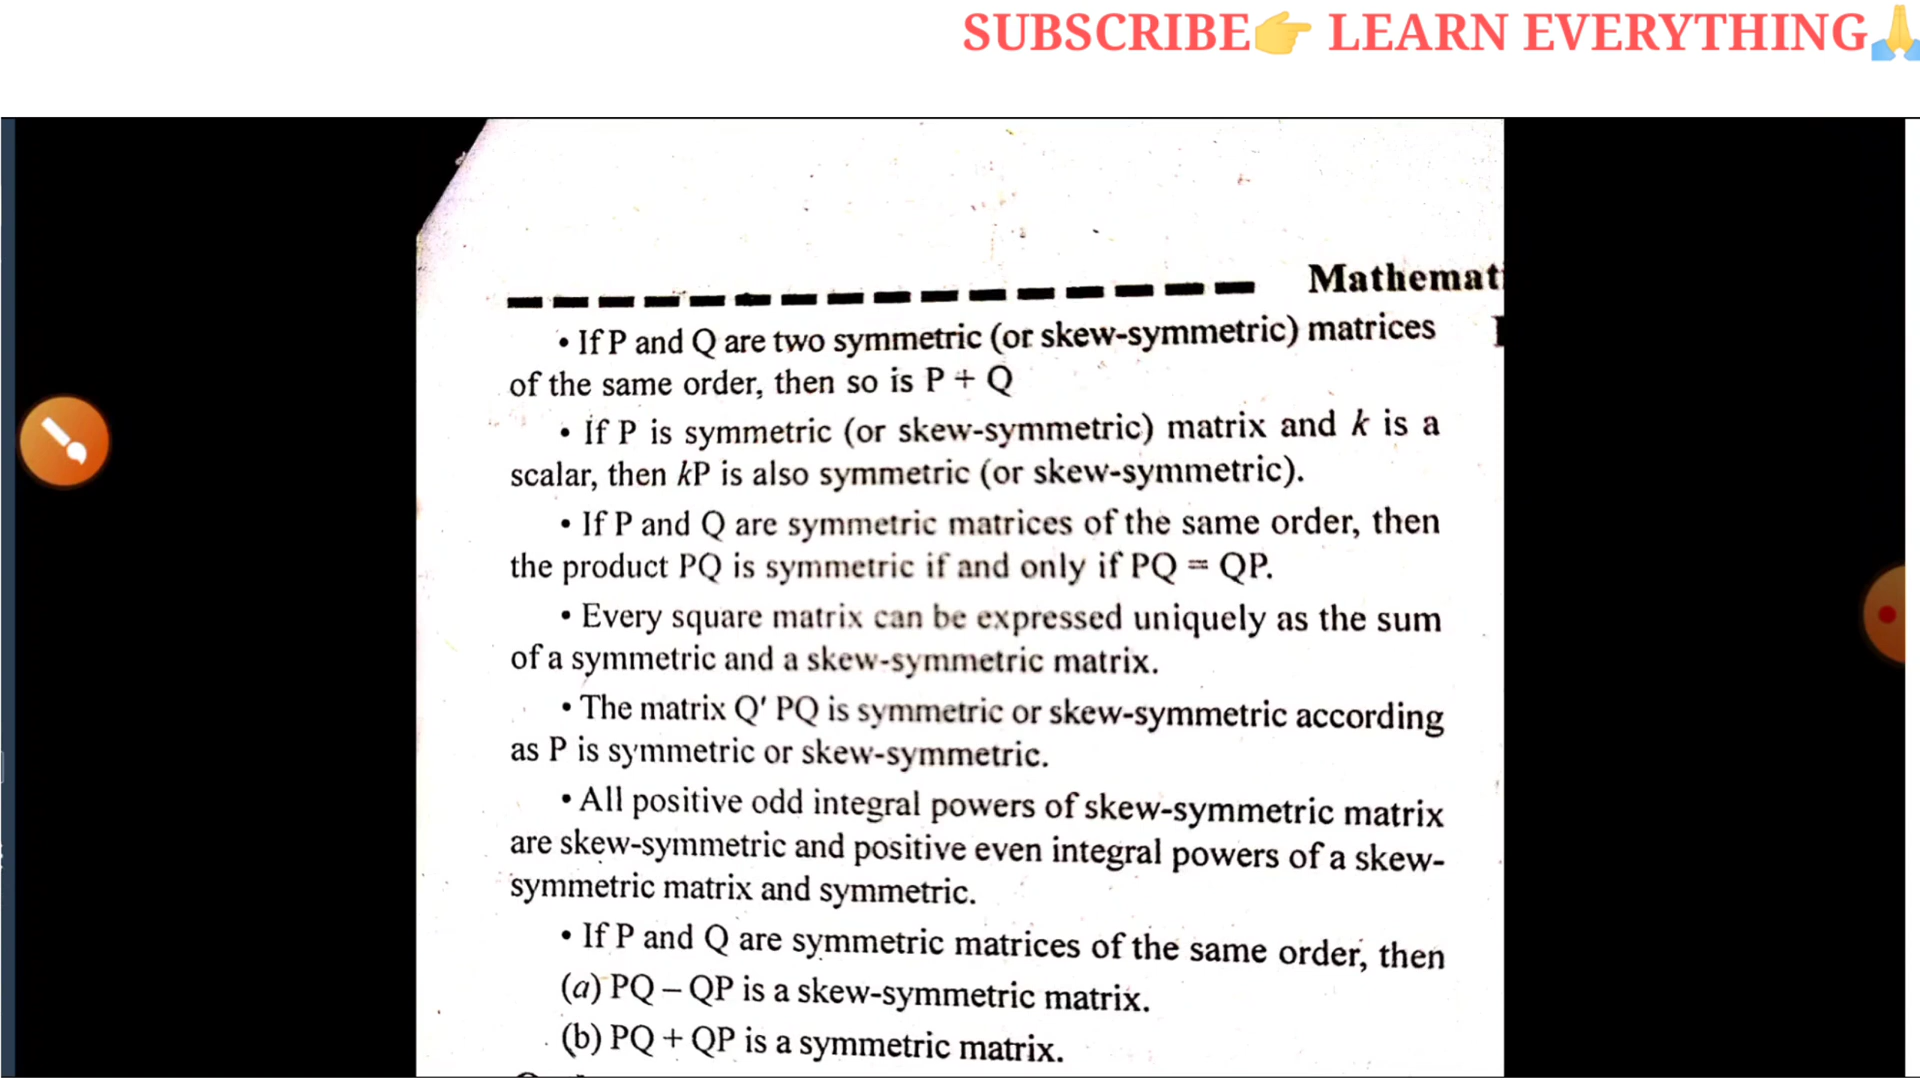 SUBSCRIBE👉 LEARN EVERYTHING🙏
Mathemat
• If P and Q are two symmetric (or skew-symmetric) matrices
of the same order, then so is P + Q
• If P is symmetric (or skew-symmetric) matrix and k is a
scalar, then kP is also symmetric (or skew-symmetric).
• If P and Q are symmetric matrices of the same order, then
the product PQ is symmetric if and only if PQ = QP.
• Every square matrix can be expressed uniquely as the sum
of a symmetric and a skew-symmetric matrix.
• The matrix Q′ PQ is symmetric or skew-symmetric according
as P is symmetric or skew-symmetric.
• All positive odd integral powers of skew-symmetric matrix
are skew-symmetric and positive even integral powers of a skew-
symmetric matrix and symmetric.
• If P and Q are symmetric matrices of the same order, then
(a) PQ – QP is a skew-symmetric matrix.
(b) PQ + QP is a symmetric matrix.